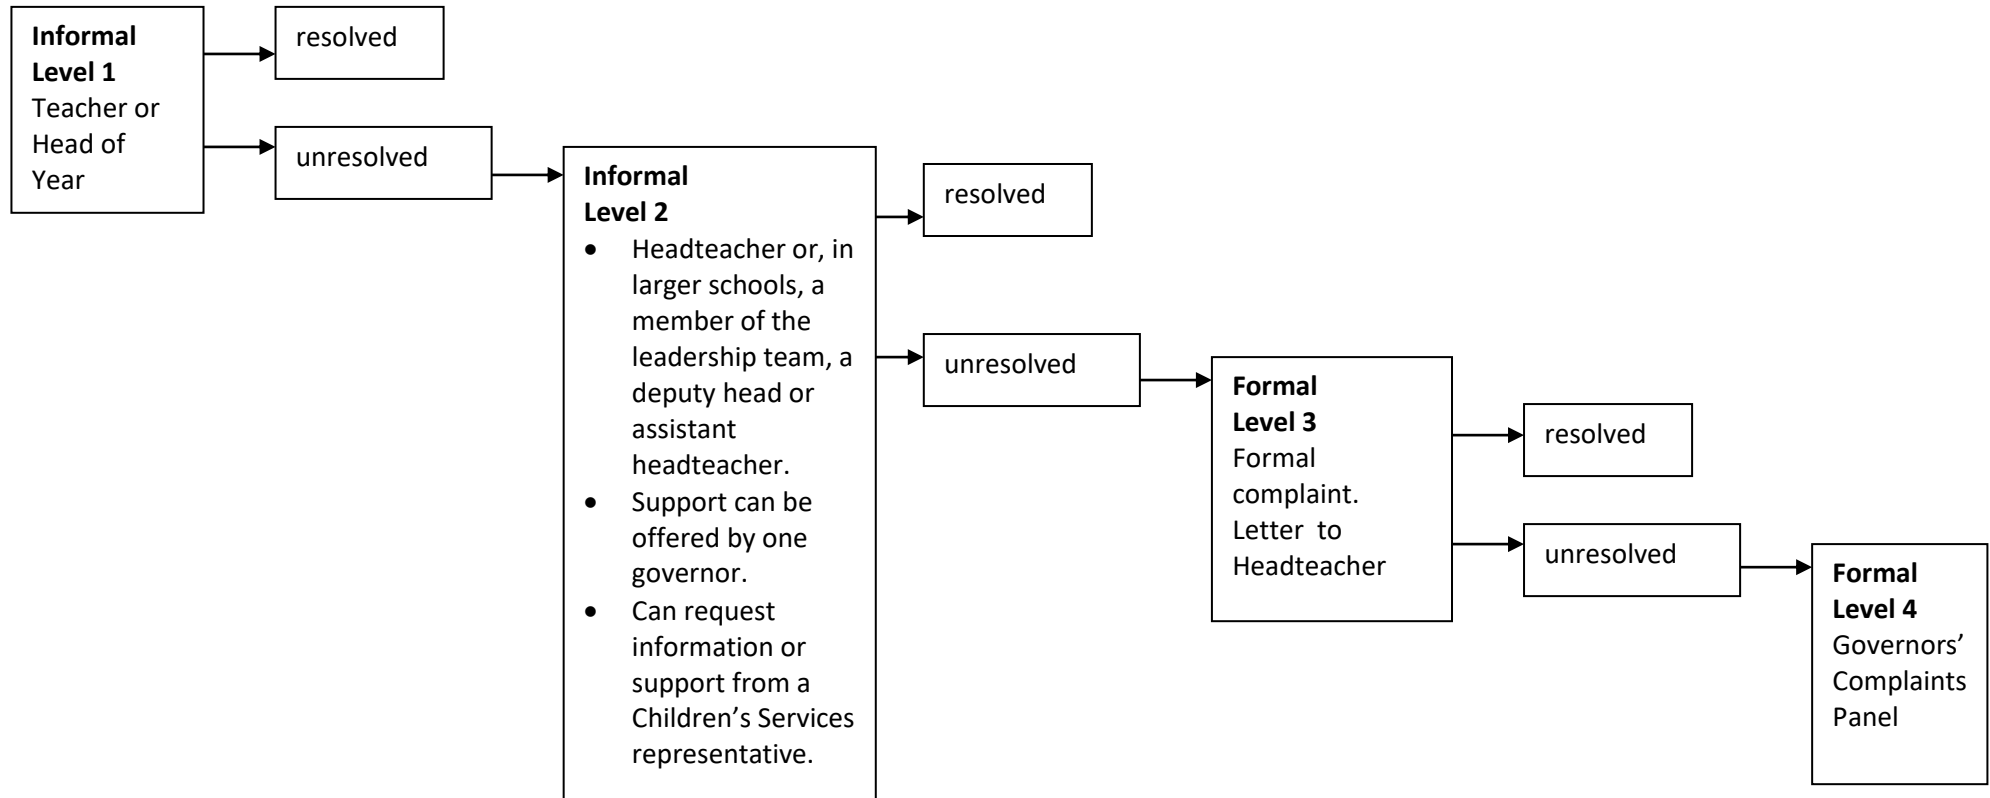 Informal
Level 1
Teacher or
Head of
Year
resolved
unresolved
Informal
Level 2
• Headteacher or, in
larger schools, a
member of the
leadership team, a
deputy head or
assistant
headteacher.
• Support can be
offered by one
governor.
• Can request
information or
support from a
Children’s Services
representative.
resolved
unresolved
Formal
Level 3
Formal
complaint.
Letter to
Headteacher
resolved
unresolved
Formal
Level 4
Governors’
Complaints
Panel